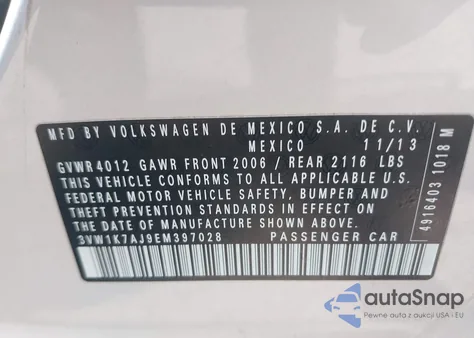 MFD BY VOLKSWAGEN DE MEXICO S.A. DE C.V.
MEXICO 11/13
GVWR 4012 GAWR FRONT 2006 / REAR 2116 LBS
THIS VEHICLE CONFORMS TO ALL APPLICABLE U.S.
FEDERAL MOTOR VEHICLE SAFETY, BUMPER AND
THEFT PREVENTION STANDARDS IN EFFECT ON
THE DATE OF MANUFACTURE SHOWN ABOVE.
3VW1K7AJ9EM397028 PASSENGER CAR
4916403 1018 M
autoSnap
Pewne auta z USA i EU